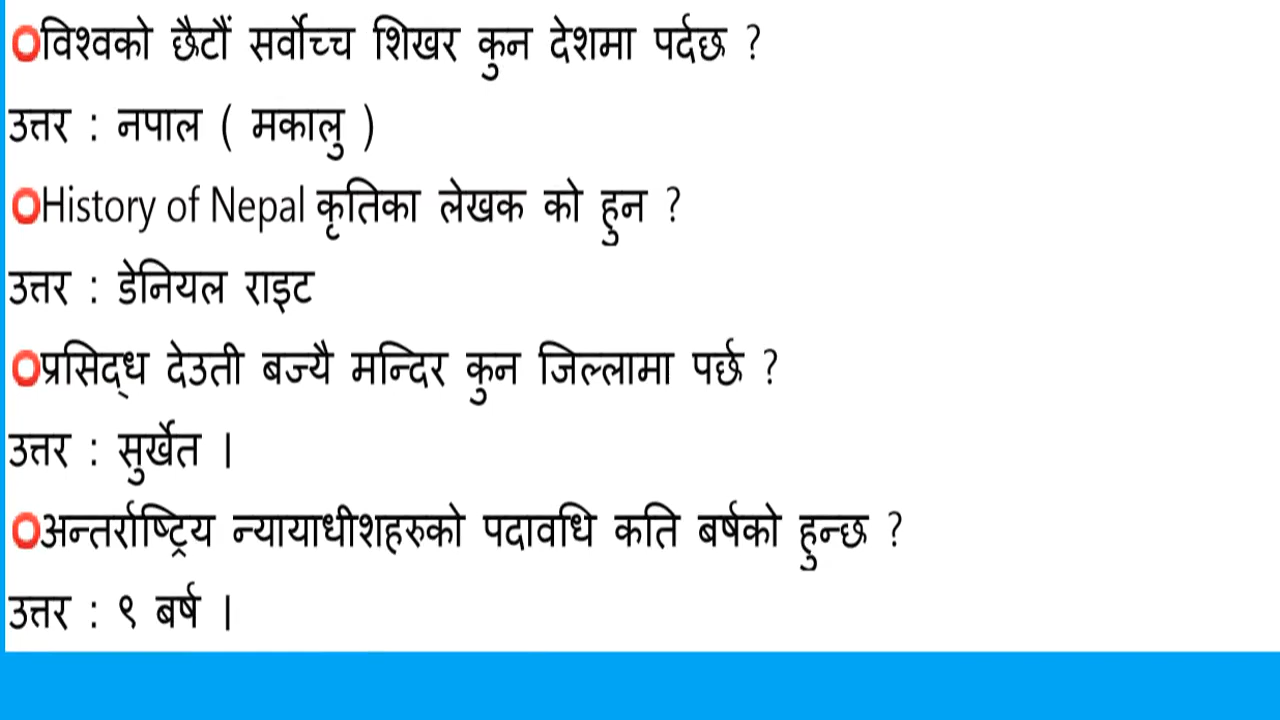 ⭕विश्वको छैटौं सर्वोच्च शिखर कुन देशमा पर्दछ ?
उत्तर : नपाल ( मकालु )
⭕History of Nepal कृतिका लेखक को हुन ?
उत्तर : डेनियल राइट
⭕प्रसिद्ध देउती बज्यै मन्दिर कुन जिल्लामा पर्छ ?
उत्तर : सुर्खेत ।
⭕अन्तर्राष्ट्रिय न्यायाधीशहरुको पदावधि कति बर्षको हुन्छ ?
उत्तर : ९ बर्ष ।